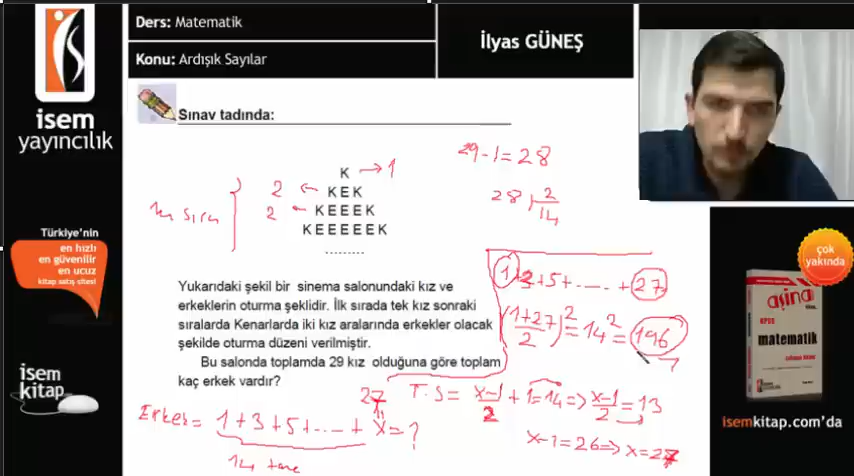 Ders: Matematik
Konu: Ardışık Sayılar
İlyas GÜNEŞ
isem
yayıncılık
Türkiye'nin
en hızlı
en güvenilir
en ucuz
kitap satış sitesi
isem
kitap
Sınav tadında:
K → 1
2 ← KEK
2 ← KEEEK
KEEEEEK
..........
sıra
29-1=28
28 2
14
Yukarıdaki şekil bir sinema salonundaki kız ve
erkeklerin oturma şeklidir. İlk sırada tek kız sonraki
sıralarda Kenarlarda iki kız aralarında erkekler olacak
şekilde oturma düzeni verilmiştir.
Bu salonda toplamda 29 kız olduğuna göre toplam
kaç erkek vardır?
1+3+5+......+27
(1+27/2)²=14²=196
27
Erkek= 1+3+5+......+ x=?
14 tane
T.S= x-1/2 +1=14⇒ x-1/2 =13
x-1=26⇒x=27
çok
yakında
aşina
KPSS
matematik
isemkitap.com'da